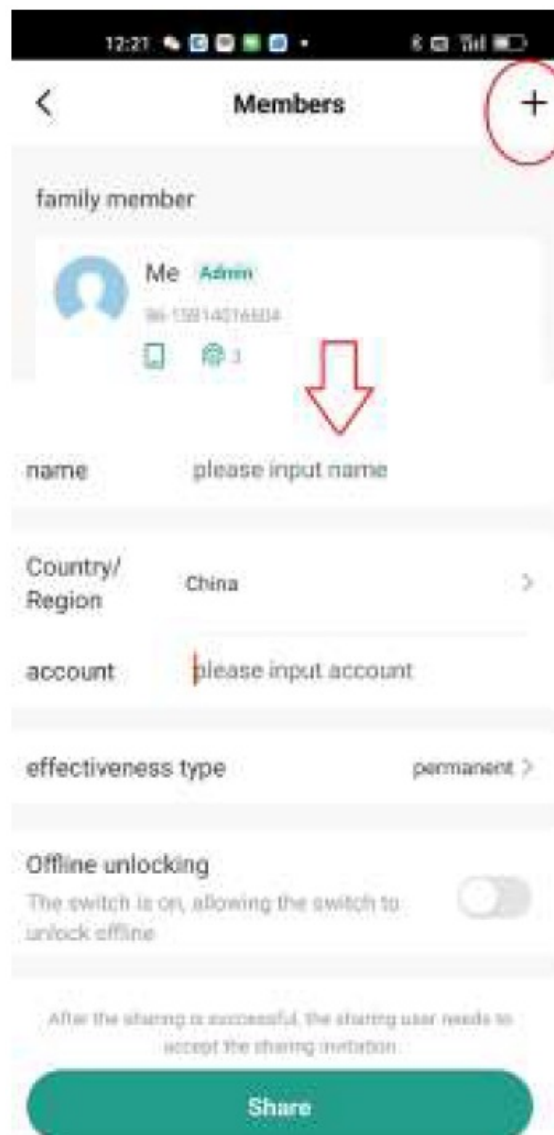 12:21
Members
+
family member
Me Admin
3
name please input name
Country/
Region
China
account please input account
effectiveness type permanent
Offline unlocking
The switch is on, allowing the switch to
unlock offline
After the sharing is successful, the sharing user needs to
accept the sharing invitation
Share